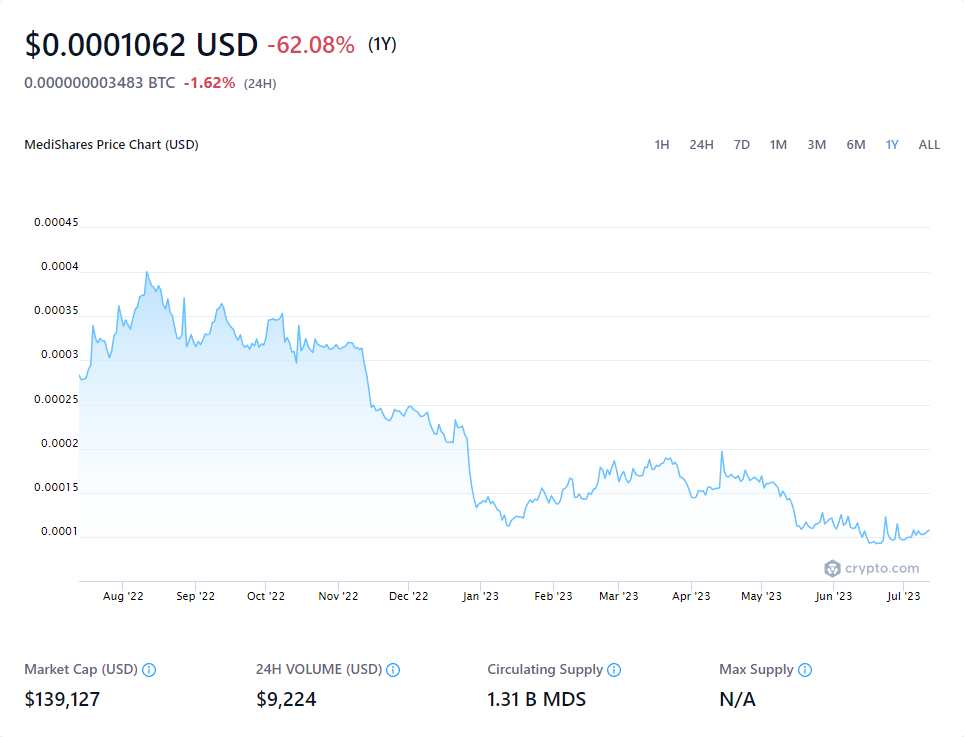 $0.0001062 USD -62.08% (1Y)
0.000000003483 BTC -1.62% (24H)
MediShares Price Chart (USD) 1H 24H 7D 1M 3M 6M 1Y ALL
0.00045
0.0004
0.00035
0.0003
0.00025
0.0002
0.00015
0.0001
crypto.com
Aug '22 Sep '22 Oct '22 Nov '22 Dec '22 Jan '23 Feb '23 Mar '23 Apr '23 May '23 Jun '23 Jul '23
Market Cap (USD) 24H VOLUME (USD) Circulating Supply Max Supply
$139,127 $9,224 1.31 B MDS N/A